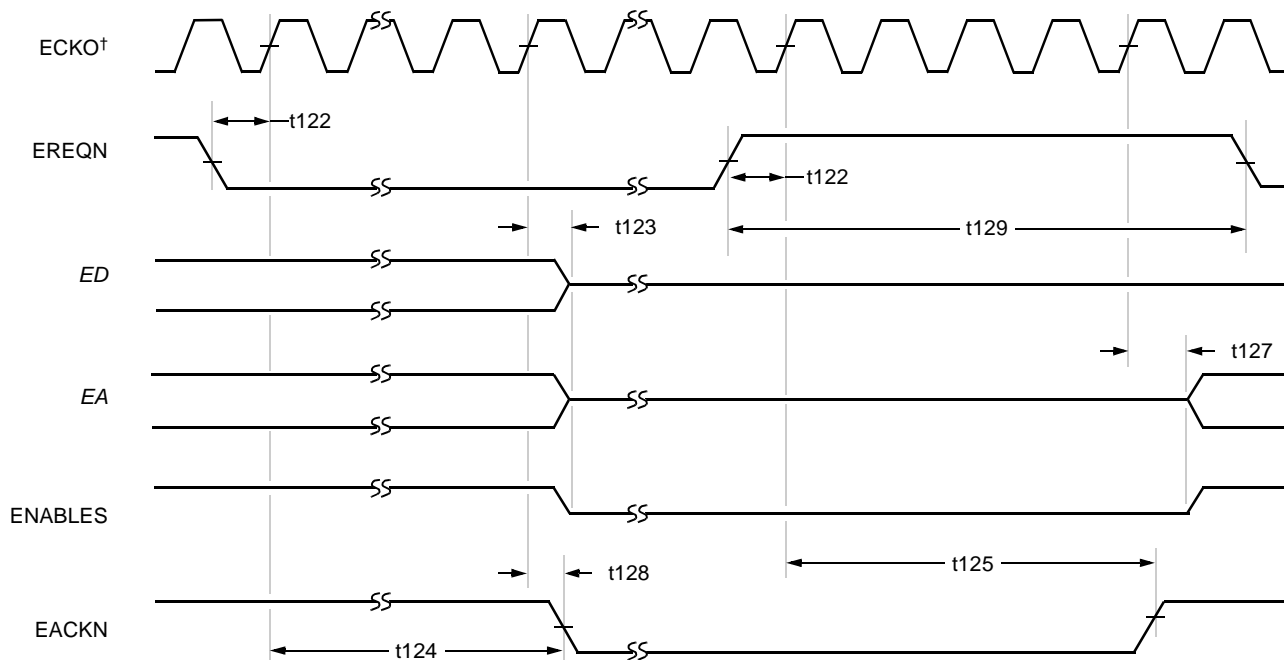 ECKO†
t122
EREQN
t122
t123
t129
ED
t127
EA
ENABLES
t128
t125
EACKN
t124